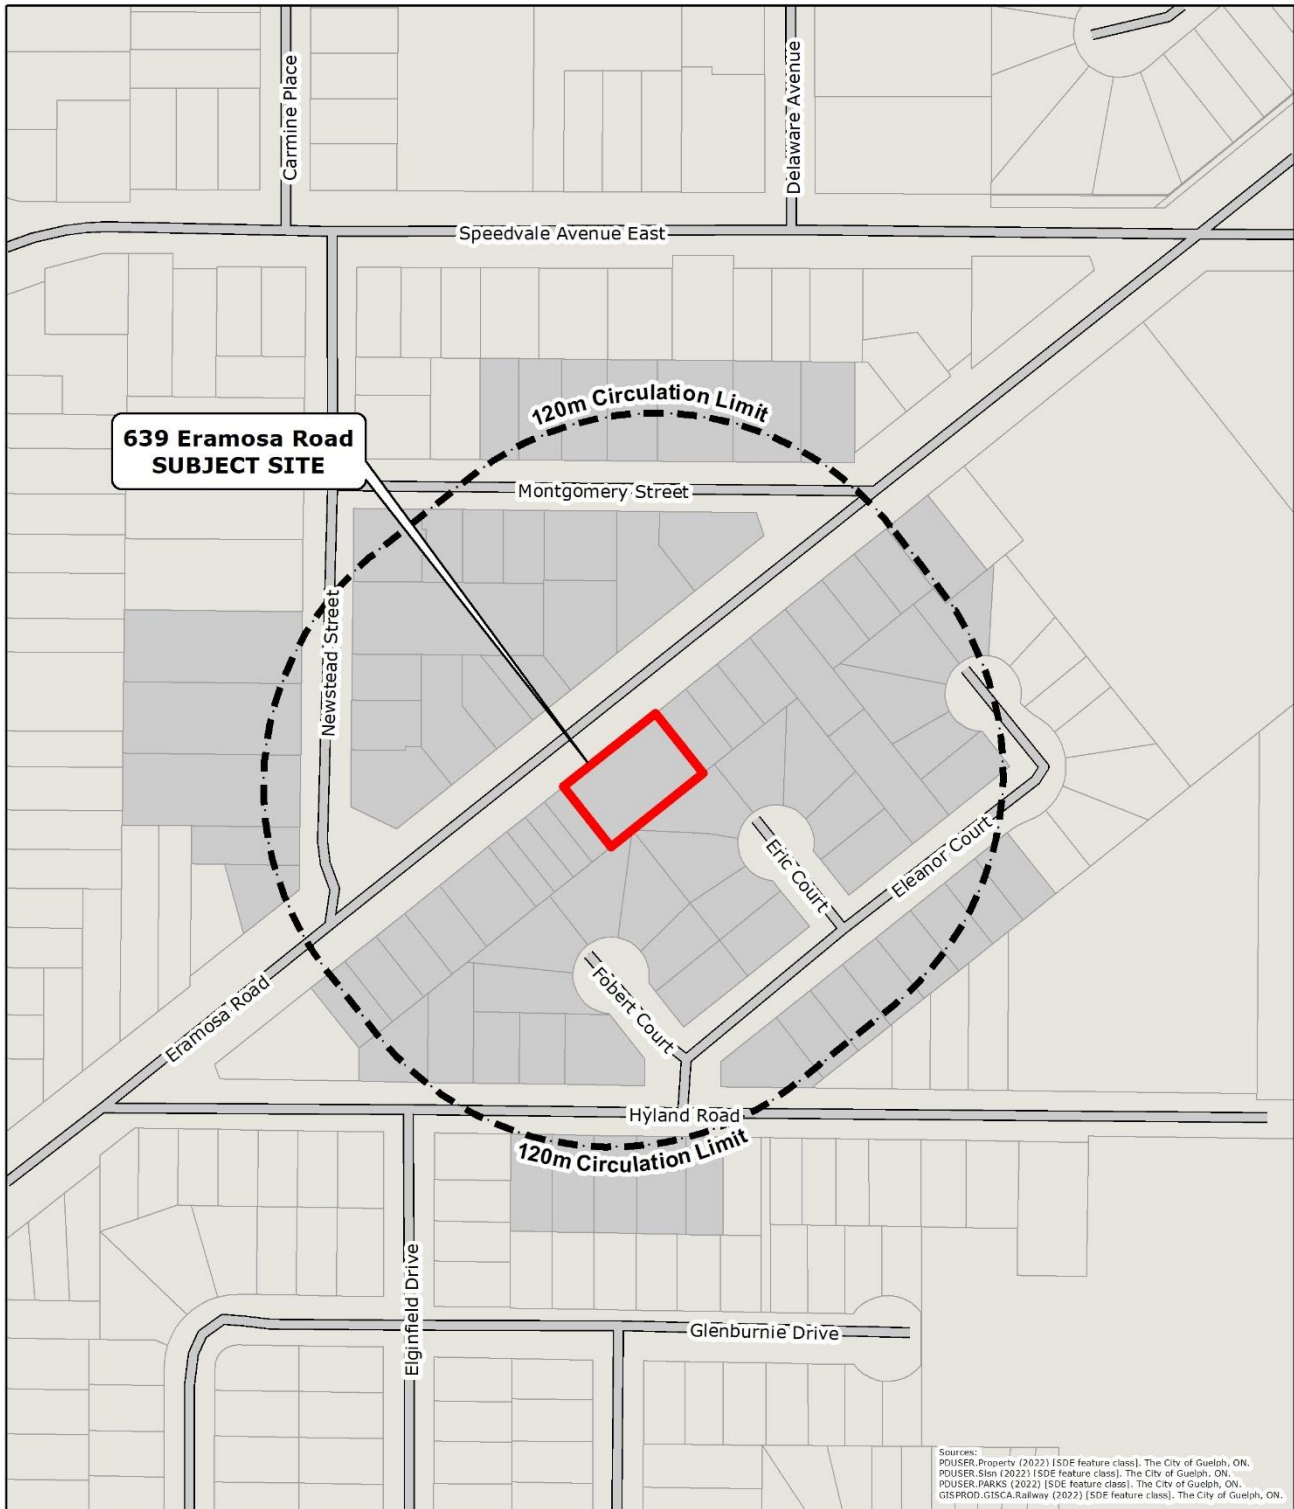 Carmine Place
Delaware Avenue
Speedvale Avenue East
120m Circulation Limit
639 Eramosa Road
SUBJECT SITE
Montgomery Street
Newstead Street
Eric Court
Eleanor Court
Fobert Court
Eramosa Road
Hyland Road
120m Circulation Limit
Elginfield Drive
Glenburnie Drive
Sources:
PDUSER.Property (2022) [SDE feature class]. The City of Guelph, ON.
PDUSER.Slsn (2022) [SDE feature class]. The City of Guelph, ON.
PDUSER.PARKS (2022) [SDE feature class]. The City of Guelph, ON.
GISPROD.GISCA.Railway (2022) [SDE feature class]. The City of Guelph, ON.